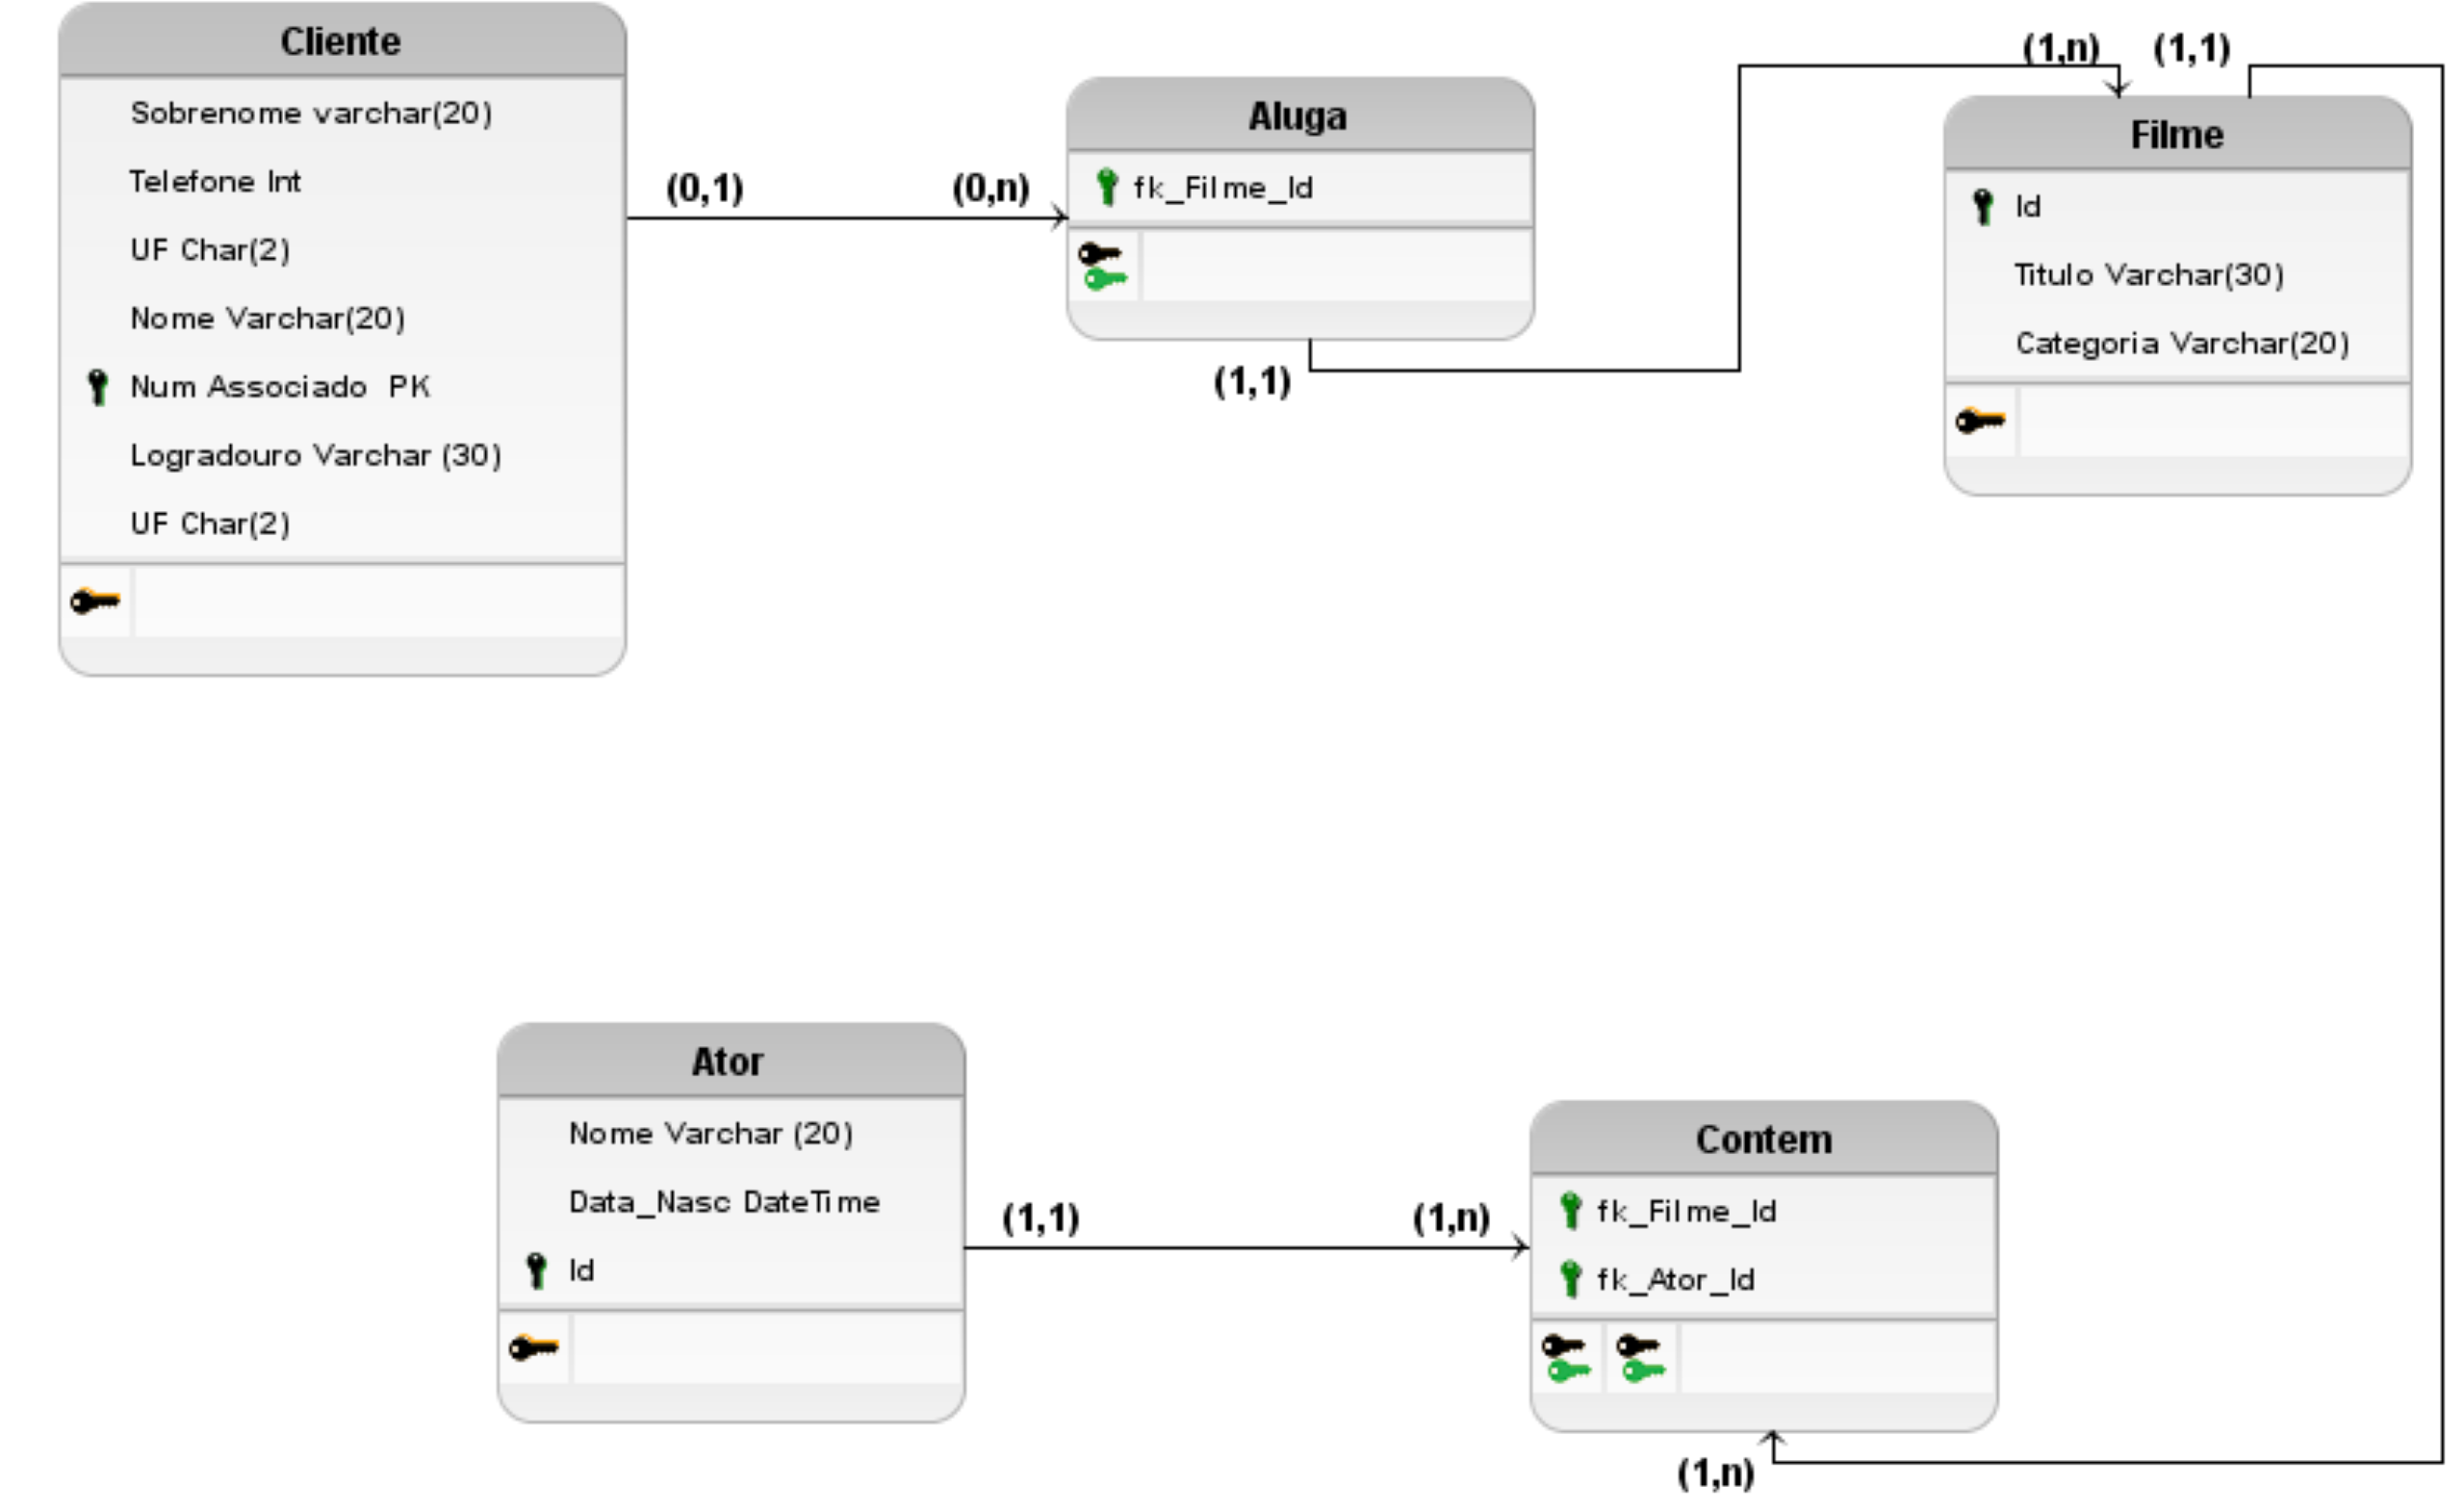 Cliente
Sobrenome varchar(20)
Telefone Int
UF Char(2)
Nome Varchar(20)
Num Associado  PK
Logradouro Varchar (30)
UF Char(2)
(0,1)
(0,n)
Aluga
fk_Filme_Id
(1,1)
(1,n)
(1,1)
Filme
Id
Titulo Varchar(30)
Categoria Varchar(20)
Ator
Nome Varchar (20)
Data_Nasc DateTime
Id
(1,1)
(1,n)
Contem
fk_Filme_Id
fk_Ator_Id
(1,n)